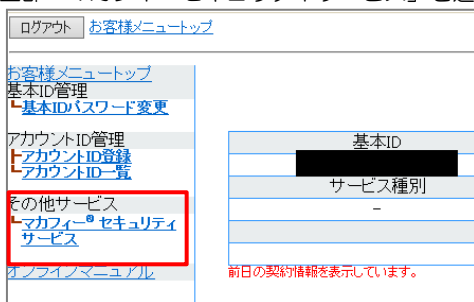 ログアウト お客様メニュートップ
お客様メニュートップ
基本ID管理
基本IDパスワード変更
アカウントID管理
アカウントID登録
アカウントID一覧
その他サービス
マカフィー® セキュリティ
サービス
オンラインマニュアル
基本ID
サービス種別
-
前日の契約情報を表示しています。